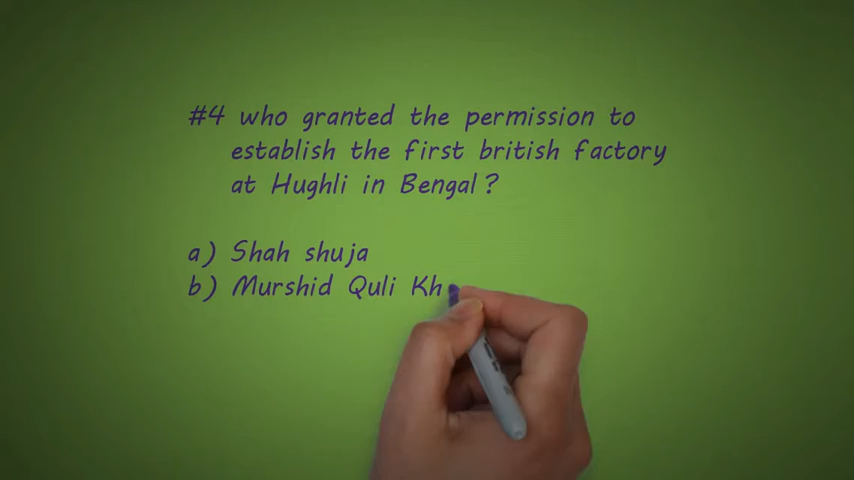 #4 who granted the permission to
establish the first british factory
at Hughli in Bengal?
a) Shah shuja
b) Murshid Quli Kh